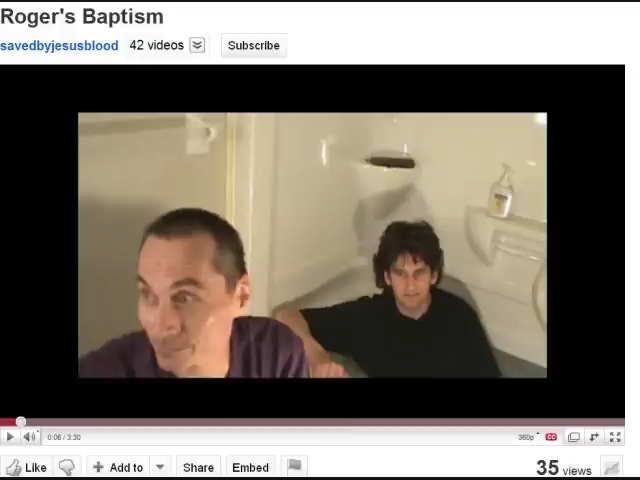 Roger's Baptism
savedbyjesusblood 42 videos Subscribe
0:06 / 3:30 360p CC
Like Add to Share Embed 35 views